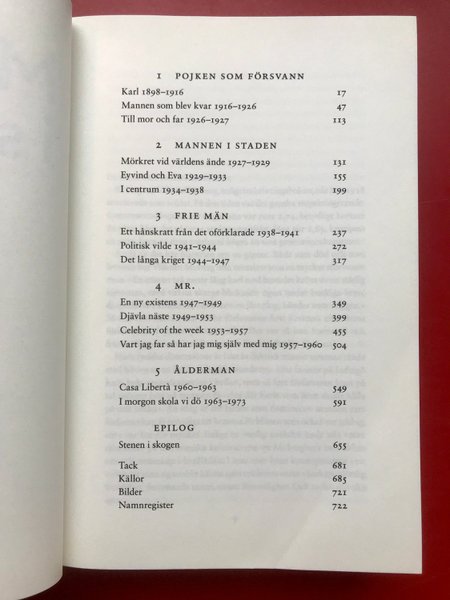 1 POJKEN SOM FÖRSVANN
Karl 1898–1916 17
Mannen som blev kvar 1916–1926 47
Till mor och far 1926–1927 113
2 MANNEN I STADEN
Mörkret vid världens ände 1927–1929 131
Eyvind och Eva 1929–1933 155
I centrum 1934–1938 199
3 FRIE MÄN
Ett hånskratt från det oförklarade 1938–1941 237
Politisk vilde 1941–1944 272
Det långa kriget 1944–1947 317
4 MR.
En ny existens 1947–1949 349
Djävla näste 1949–1953 399
Celebrity of the week 1953–1957 455
Vart jag far så har jag mig själv med mig 1957–1960 504
5 ÅLDERMAN
Casa Libertà 1960–1963 549
I morgon skola vi dö 1963–1973 591
EPILOG
Stenen i skogen 655
Tack 681
Källor 685
Bilder 721
Namnregister 722